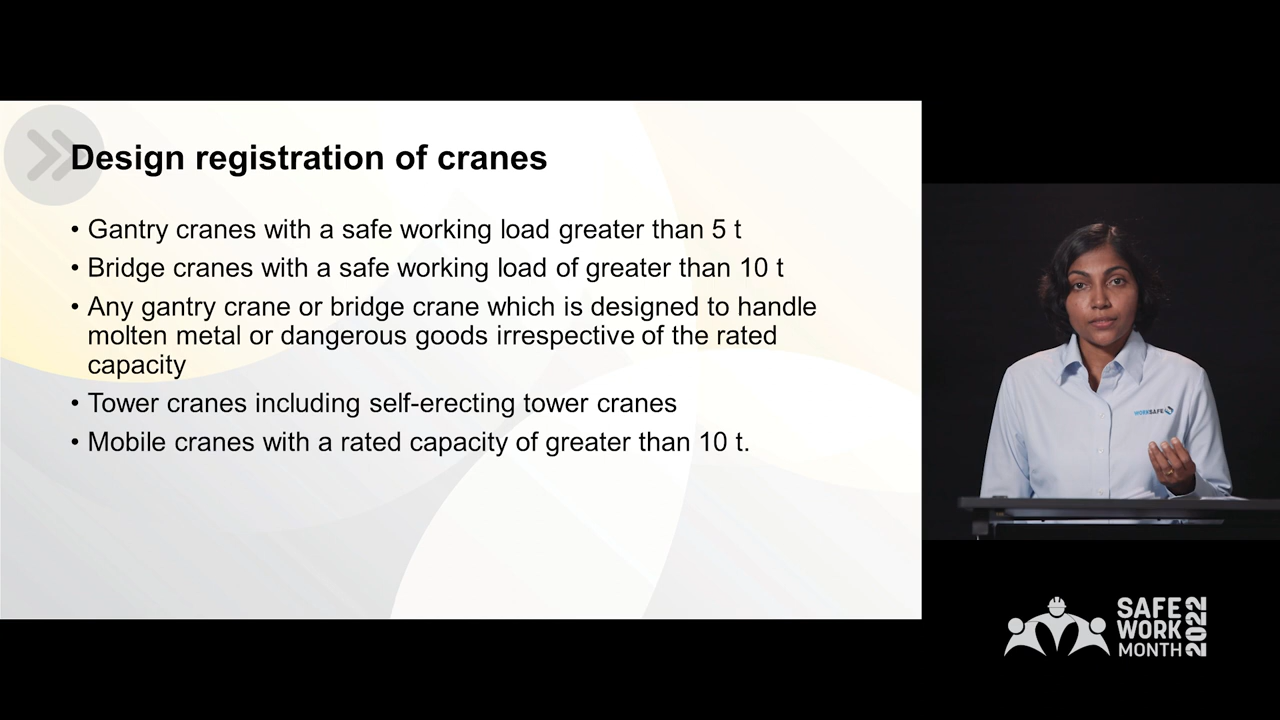 Design registration of cranes
• Gantry cranes with a safe working load greater than 5 t
• Bridge cranes with a safe working load of greater than 10 t
• Any gantry crane or bridge crane which is designed to handle
molten metal or dangerous goods irrespective of the rated
capacity
• Tower cranes including self-erecting tower cranes
• Mobile cranes with a rated capacity of greater than 10 t.
WORKSAFE
SAFE
WORK
MONTH
2022